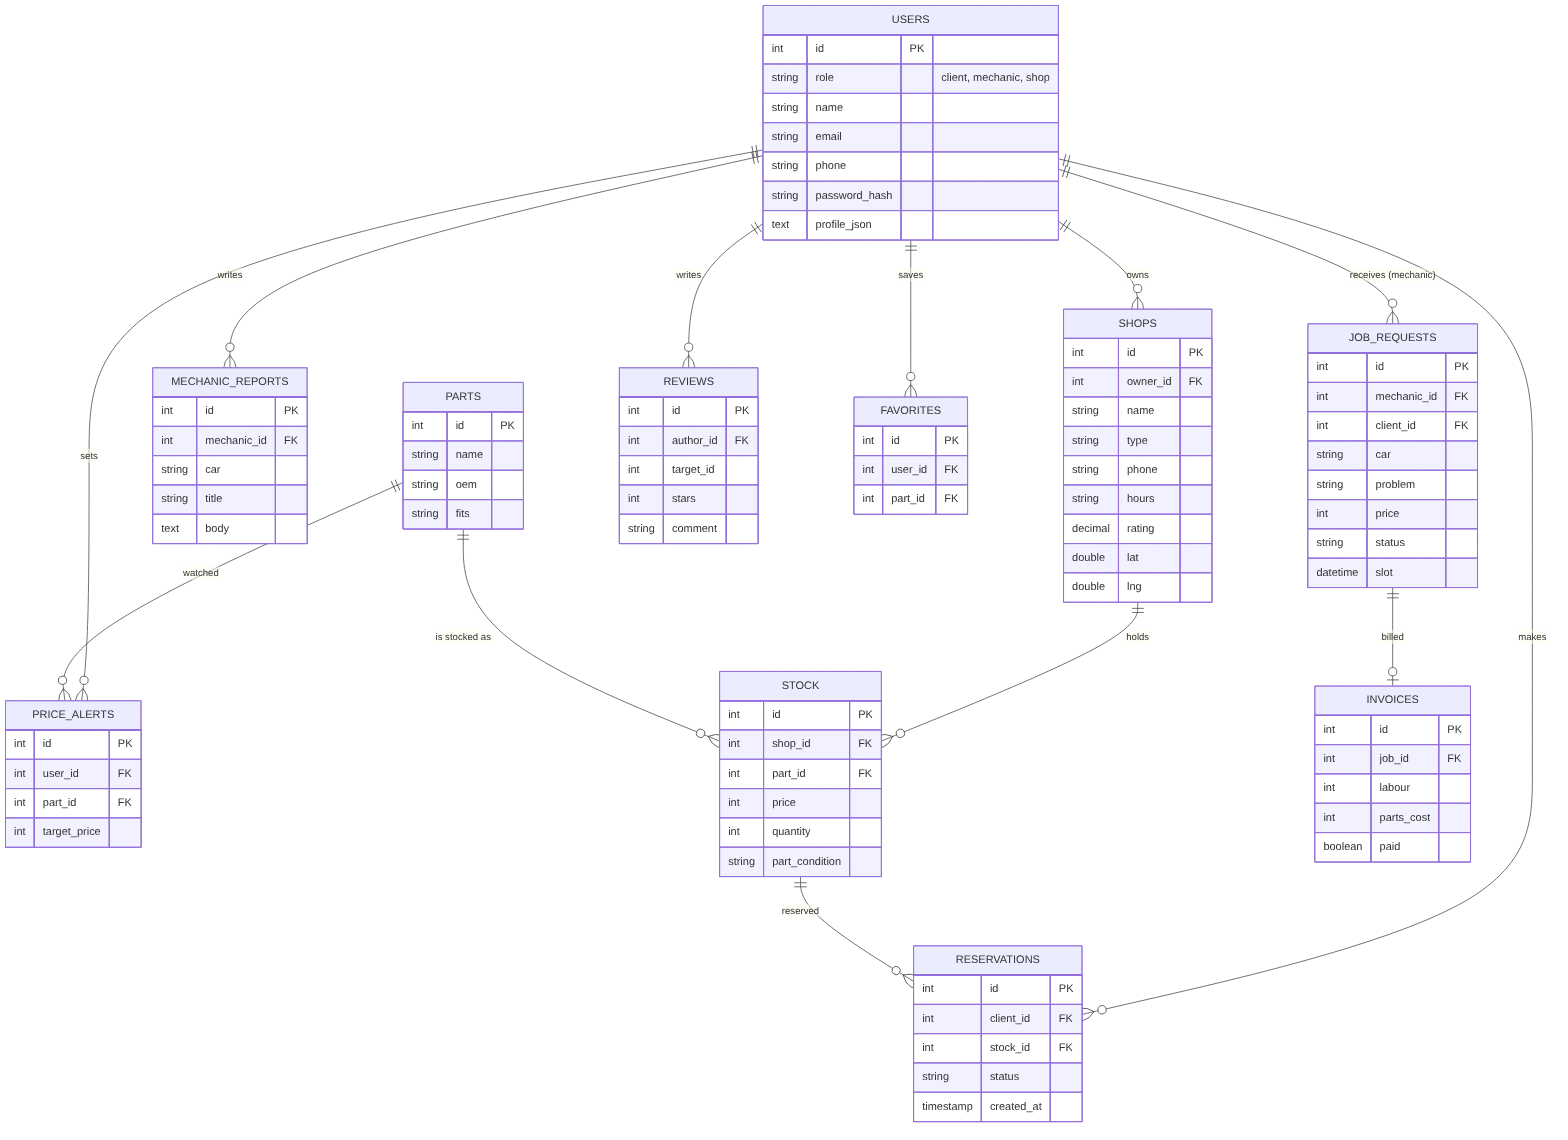 USERS
int id PK
string role client, mechanic, shop
string name
string email
string phone
string password_hash
text profile_json
writes
writes
saves
owns
receives (mechanic)
sets
makes
MECHANIC_REPORTS
int id PK
int mechanic_id FK
string car
string title
text body
PARTS
int id PK
string name
string oem
string fits
REVIEWS
int id PK
int author_id FK
int target_id
int stars
string comment
FAVORITES
int id PK
int user_id FK
int part_id FK
SHOPS
int id PK
int owner_id FK
string name
string type
string phone
string hours
decimal rating
double lat
double lng
JOB_REQUESTS
int id PK
int mechanic_id FK
int client_id FK
string car
string problem
int price
string status
datetime slot
watched
is stocked as
holds
billed
PRICE_ALERTS
int id PK
int user_id FK
int part_id FK
int target_price
STOCK
int id PK
int shop_id FK
int part_id FK
int price
int quantity
string part_condition
INVOICES
int id PK
int job_id FK
int labour
int parts_cost
boolean paid
reserved
RESERVATIONS
int id PK
int client_id FK
int stock_id FK
string status
timestamp created_at